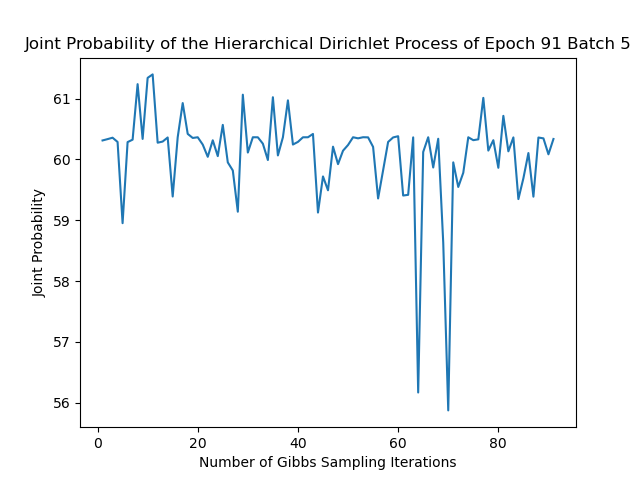 Joint Probability of the Hierarchical Dirichlet Process of Epoch 91 Batch 5
61
60
59
58
57
56
Joint Probability
0 20 40 60 80
Number of Gibbs Sampling Iterations